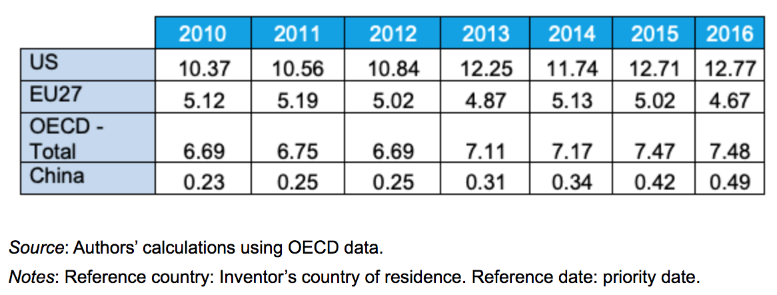 2010 2011 2012 2013 2014 2015 2016
US 10.37 10.56 10.84 12.25 11.74 12.71 12.77
EU27 5.12 5.19 5.02 4.87 5.13 5.02 4.67
OECD -
Total 6.69 6.75 6.69 7.11 7.17 7.47 7.48
China 0.23 0.25 0.25 0.31 0.34 0.42 0.49
Source: Authors’ calculations using OECD data.
Notes: Reference country: Inventor’s country of residence. Reference date: priority date.